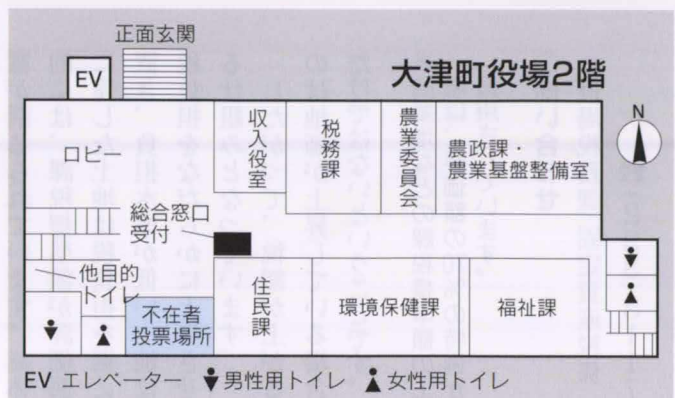 正面玄関
EV
大津町役場2階
N
ロビー
収入役室
税務課
農業委員会
農政課・
農業基盤整備室
総合窓口
受付
他目的
トイレ
不在者
投票場所
住民課
環境保健課
福祉課
EV エレベーター 男性用トイレ 女性用トイレ